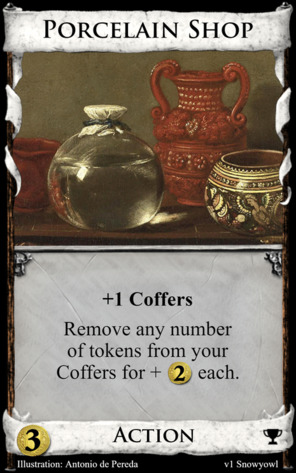 PORCELAIN SHOP
+1 Coffers
Remove any number
of tokens from your
Coffers for + 2 each.
3
ACTION
Illustration: Antonio de Pereda
v1 Snowyowl